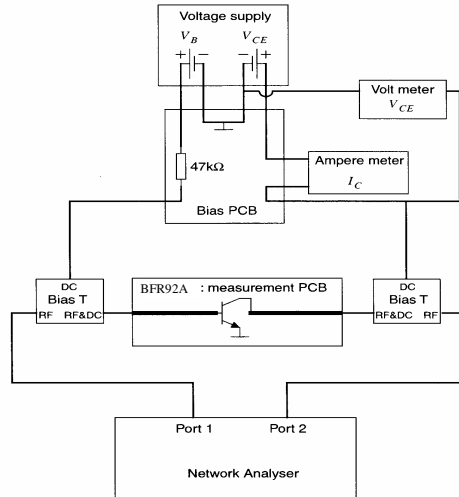 Voltage supply
V_B V_CE
+ − − +
Volt meter
V_CE
47kΩ
Ampere meter
I_C
Bias PCB
DC
Bias T
RF RF&DC
BFR92A : measurement PCB
DC
Bias T
RF&DC RF
Port 1 Port 2
Network Analyser